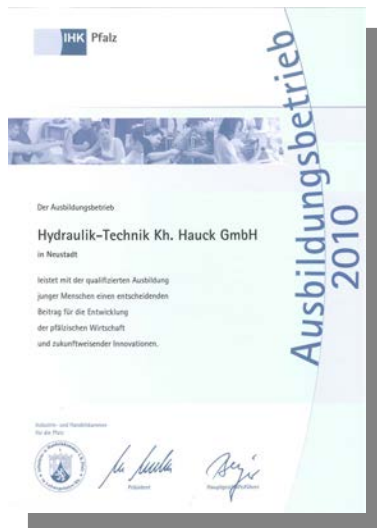 IHK Pfalz
Ausbildungsbetrieb
2010
Der Ausbildungsbetrieb
Hydraulik-Technik Kh. Hauck GmbH
in Neustadt
leistet mit der qualifizierten Ausbildung
junger Menschen einen entscheidenden
Beitrag für die Entwicklung
der pfälzischen Wirtschaft
und zukunftweisender Innovationen.
Industrie- und Handelskammer
für die Pfalz
Präsident
Hauptgeschäftsführer